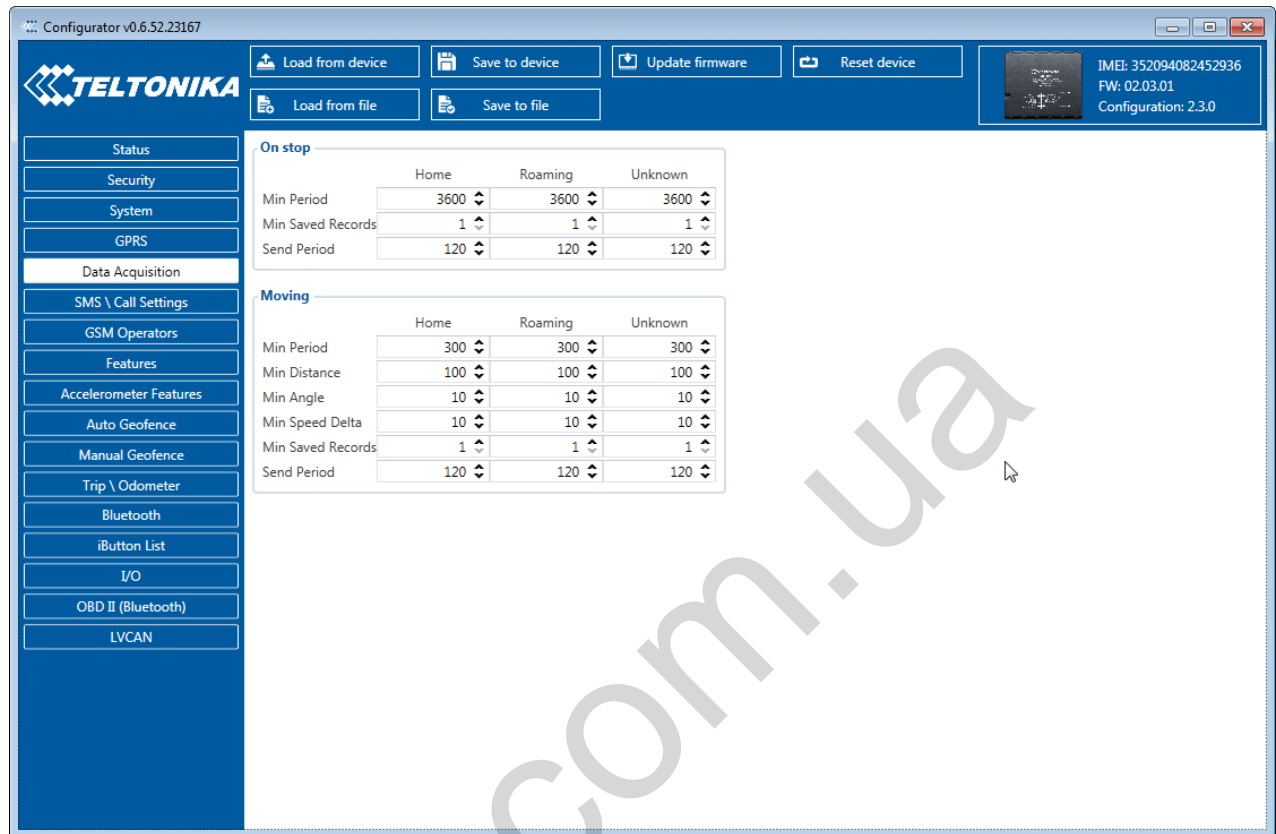 Configurator v0.6.52.23167
TELTONIKA
Load from device
Save to device
Update firmware
Reset device
Load from file
Save to file
IMEI: 352094082452936
FW: 02.03.01
Configuration: 2.3.0
Status
Security
System
GPRS
Data Acquisition
SMS \ Call Settings
GSM Operators
Features
Accelerometer Features
Auto Geofence
Manual Geofence
Trip \ Odometer
Bluetooth
iButton List
I/O
OBD II (Bluetooth)
LVCAN
On stop
Home Roaming Unknown
Min Period 3600 3600 3600
Min Saved Records 1 1 1
Send Period 120 120 120
Moving
Home Roaming Unknown
Min Period 300 300 300
Min Distance 100 100 100
Min Angle 10 10 10
Min Speed Delta 10 10 10
Min Saved Records 1 1 1
Send Period 120 120 120
com.ua